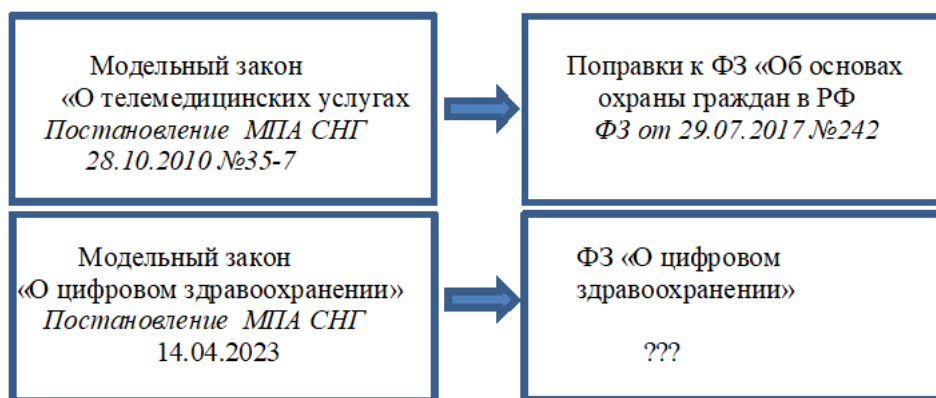 Модельный закон
«О телемедицинских услугах
Постановление МПА СНГ
28.10.2010 №35-7
Поправки к ФЗ «Об основах
охраны граждан в РФ
ФЗ от 29.07.2017 №242
Модельный закон
«О цифровом здравоохранении»
Постановление МПА СНГ
14.04.2023
ФЗ «О цифровом
здравоохранении»
???